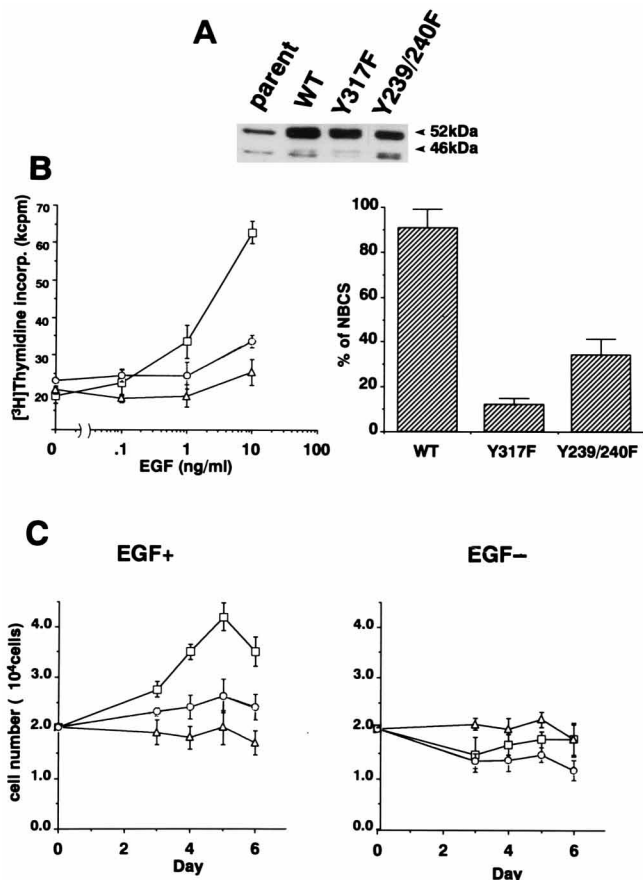 A
parent
WT
Y317F
Y239/240F
◄ 52kDa
◄ 46kDa
B
[³H]Thymidine incorp. (kcpm)
70
60
50
40
30
20
0
.1
1
10
100
EGF (ng/ml)
% of NBCS
100
80
60
40
20
0
WT
Y317F
Y239/240F
C
EGF+
cell number ( 10⁴cells)
4.0
3.0
2.0
1.0
0.0
0
2
4
6
Day
EGF–
4.0
3.0
2.0
1.0
0.0
0
2
4
6
Day